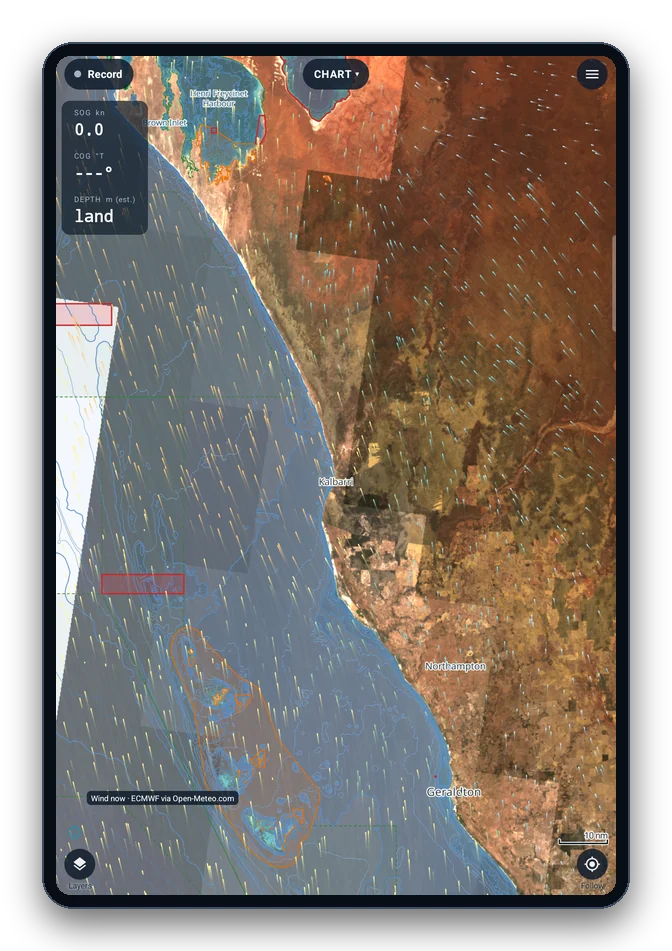 Record
CHART ▾
Henri Freycinet
Harbour
Brown Inlet
SOG kn
0.0
COG °T
---°
DEPTH m (est.)
land
Kalbarri
Northampton
Geraldton
Wind now · ECMWF via Open-Meteo.com
10 nm
Layers
Follow